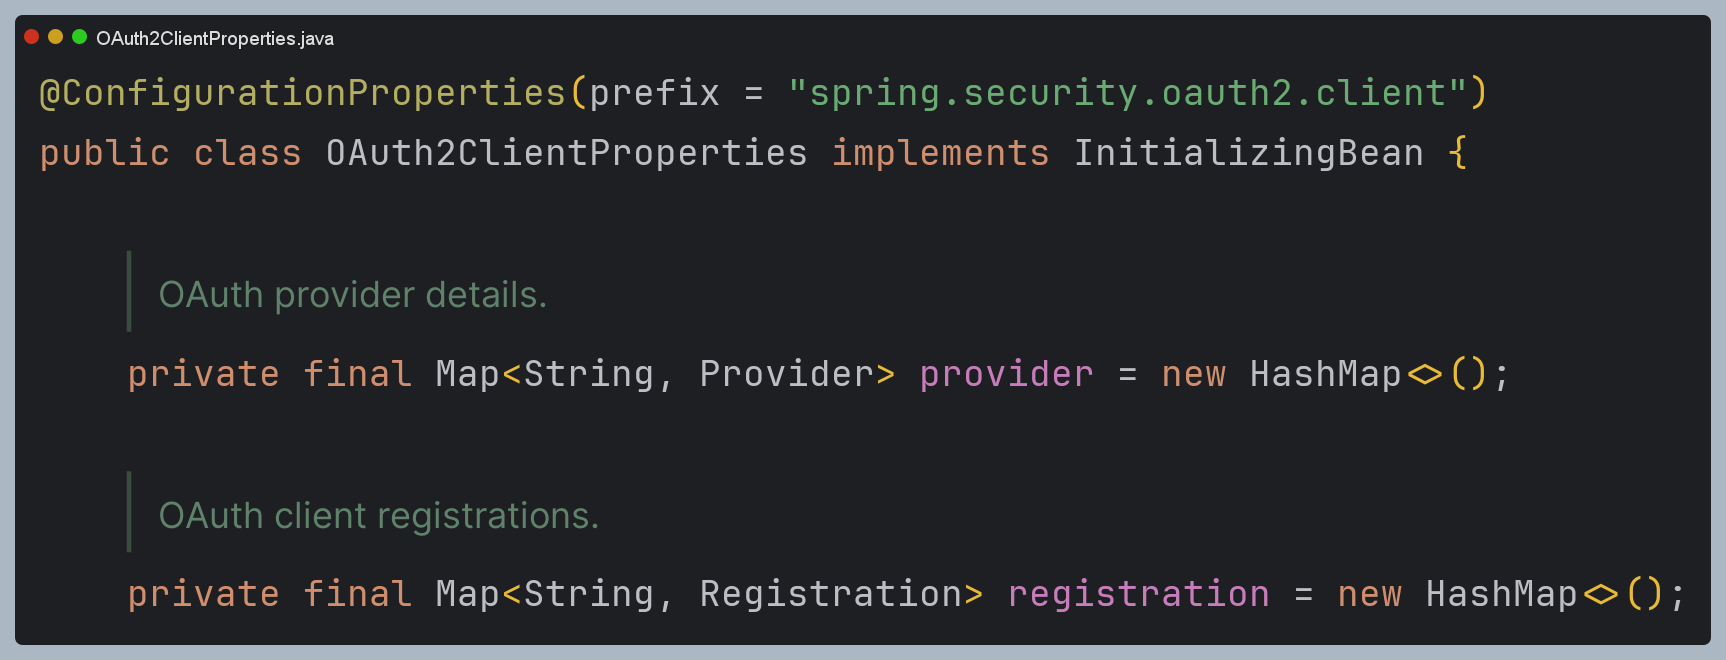 OAuth2ClientProperties.java
@ConfigurationProperties(prefix = "spring.security.oauth2.client")
public class OAuth2ClientProperties implements InitializingBean {
OAuth provider details.
private final Map<String, Provider> provider = new HashMap<>();
OAuth client registrations.
private final Map<String, Registration> registration = new HashMap<>();